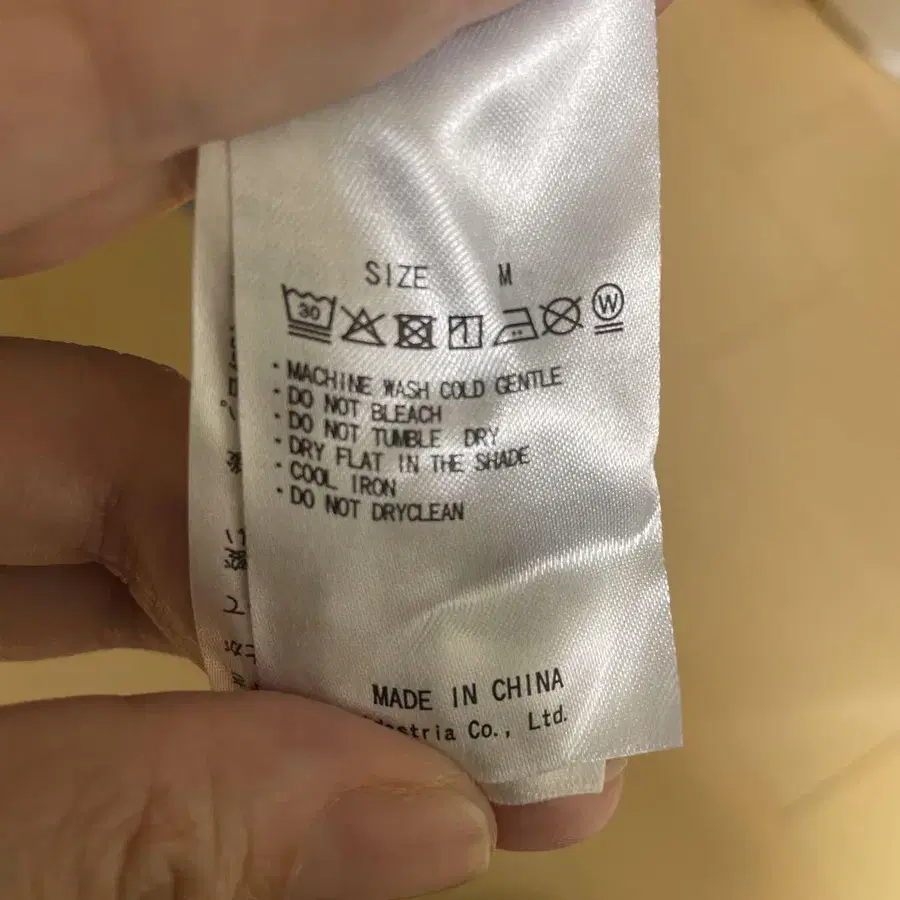 SIZE M
30 W
・MACHINE WASH COLD GENTLE
・DO NOT BLEACH
・DO NOT TUMBLE DRY
・DRY FLAT IN THE SHADE
・COOL IRON
・DO NOT DRYCLEAN
MADE IN CHINA
Co., Ltd.